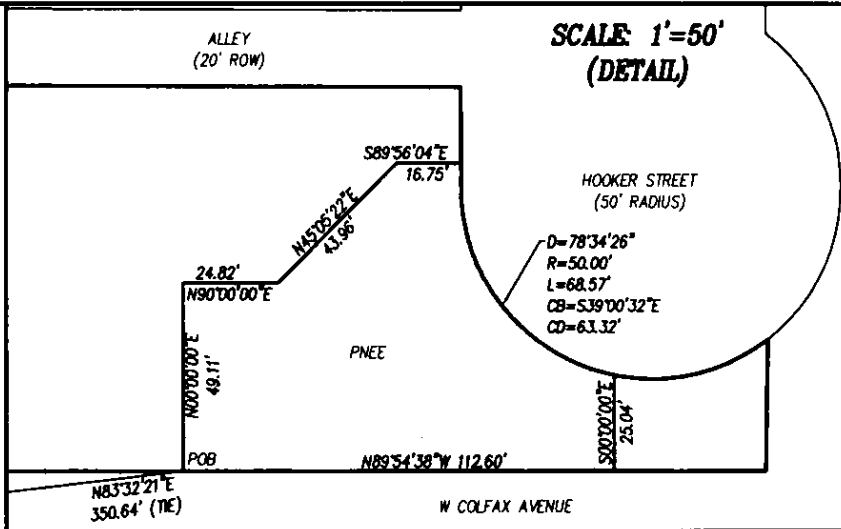 ALLEY
(20' ROW)
SCALE: 1'=50'
(DETAIL)
S89°56'04"E
16.75'
HOOKER STREET
(50' RADIUS)
N45°05'22"E
43.96'
D=78°34'26"
R=50.00'
L=68.57'
CB=S39°00'32"E
CD=63.32'
24.82'
N90°00'00"E
PNEE
N00°00'00"E
49.11'
S00°00'00"E
25.04'
POB
N89°54'38"W 112.60'
N83°32'21"E
350.64' (TIE)
W COLFAX AVENUE